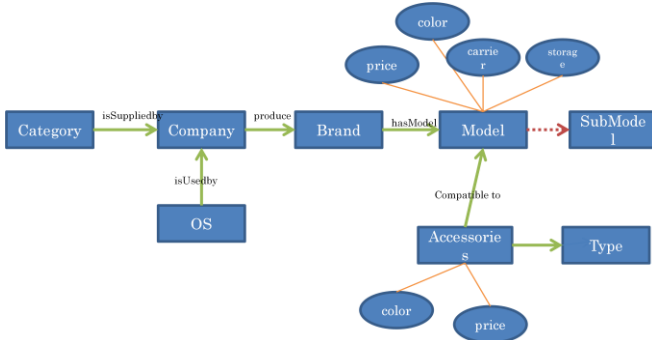 color
carrie
r
storag
e
price
Category
isSuppliedby
Company
produce
Brand
hasModel
Model
SubMode
l
isUsedby
OS
Compatible to
Accessorie
s
Type
color
price